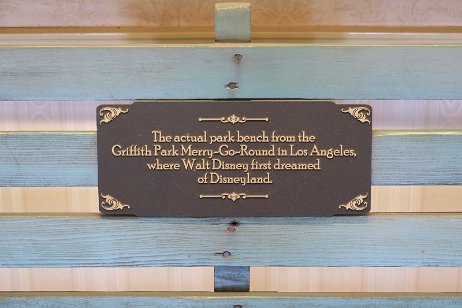 The actual park bench from the
Griffith Park Merry-Go-Round in Los Angeles,
where Walt Disney first dreamed
of Disneyland.